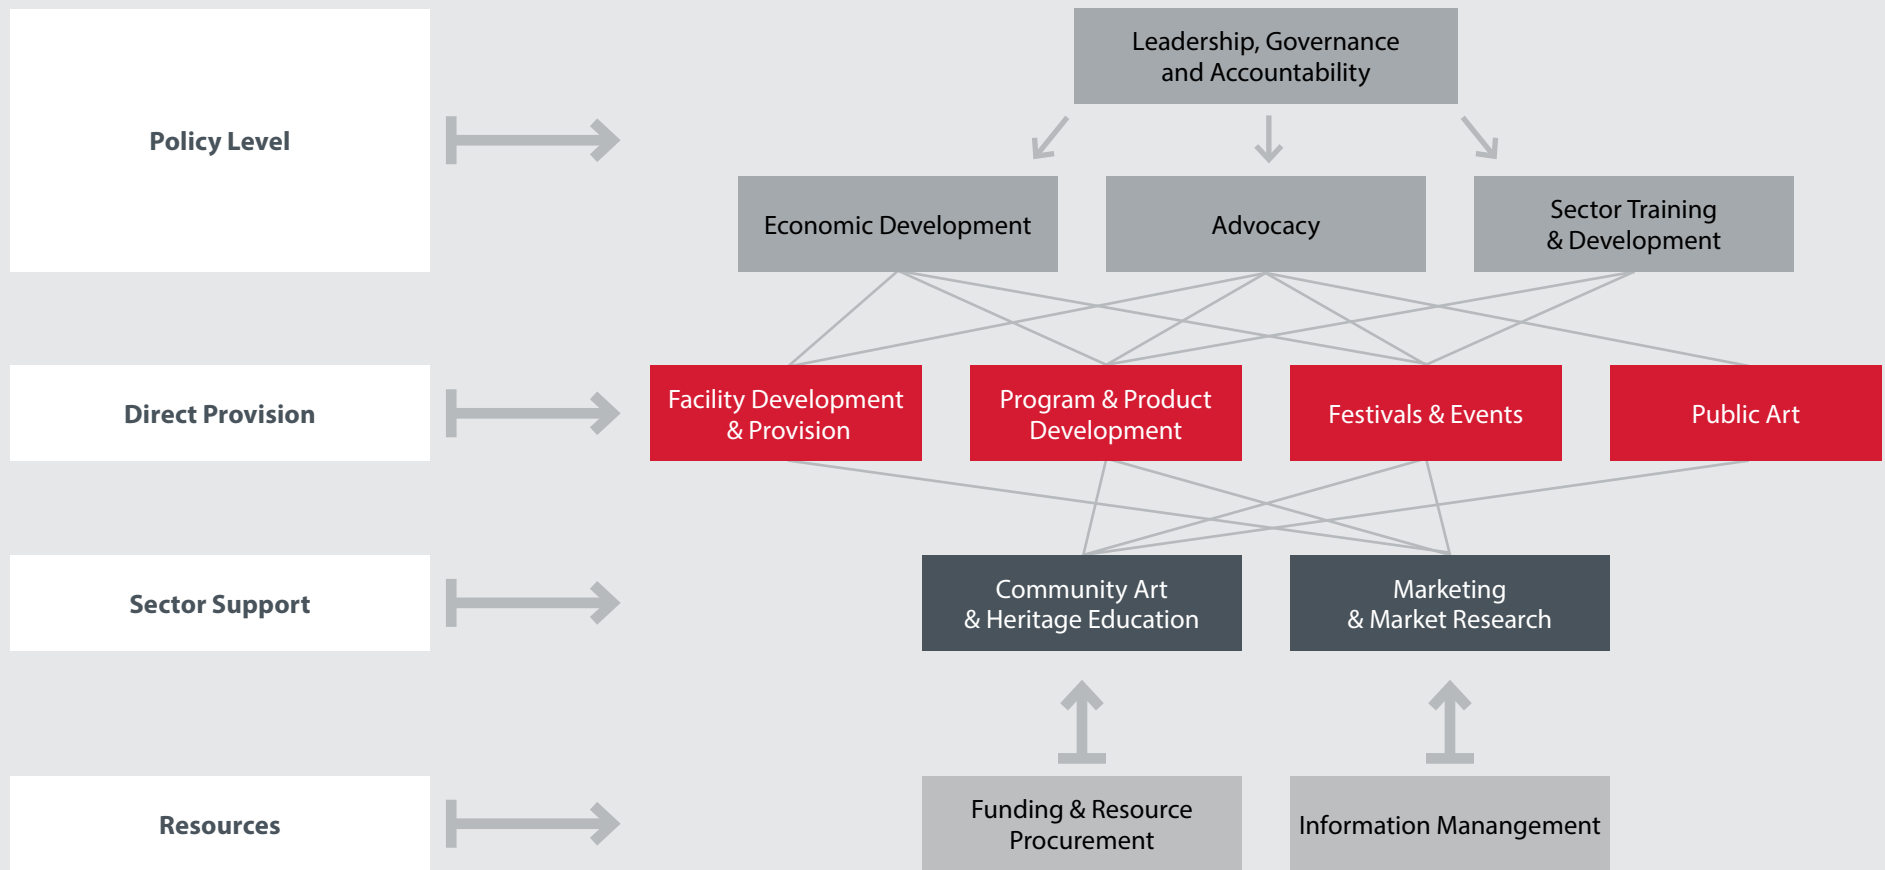 Policy Level
Leadership, Governance
and Accountability
Economic Development
Advocacy
Sector Training
& Development
Direct Provision
Facility Development
& Provision
Program & Product
Development
Festivals & Events
Public Art
Sector Support
Community Art
& Heritage Education
Marketing
& Market Research
Resources
Funding & Resource
Procurement
Information Manangement